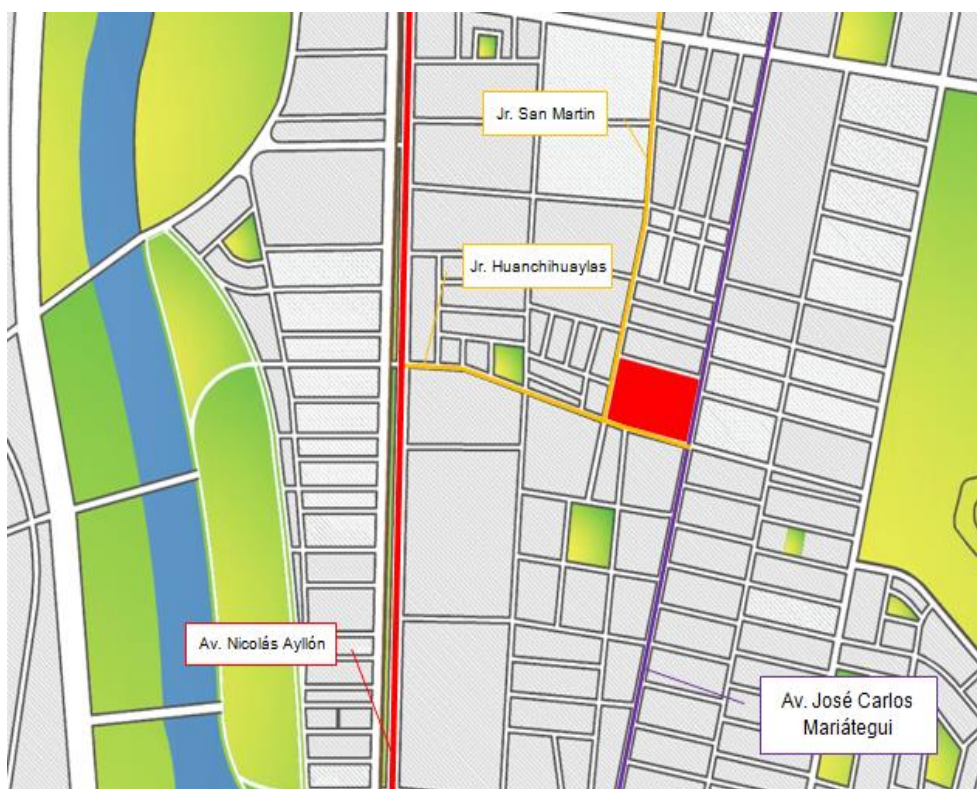 Jr. San Martin
Jr. Huanchihuaylas
Av. Nicolás Ayllón
Av. José Carlos
Mariátegui